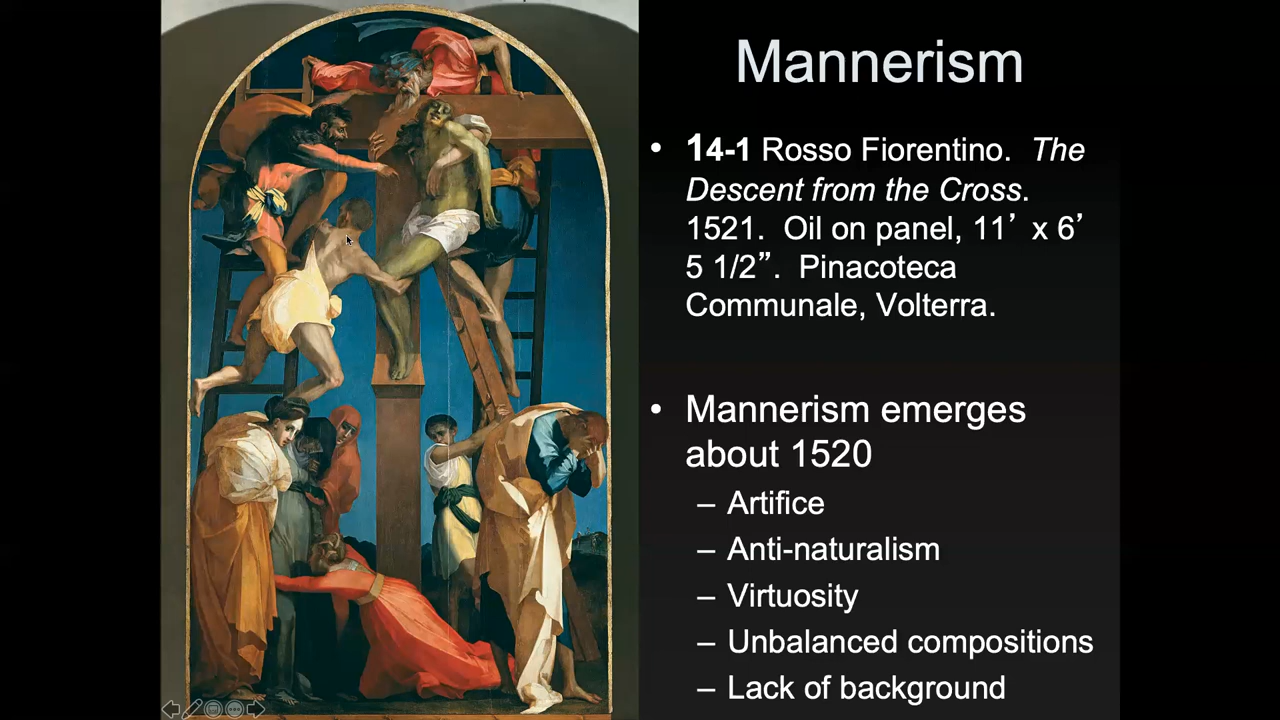 Mannerism
• 14-1 Rosso Fiorentino. The
Descent from the Cross.
1521. Oil on panel, 11’ x 6’
5 1/2”. Pinacoteca
Communale, Volterra.
• Mannerism emerges
about 1520
– Artifice
– Anti-naturalism
– Virtuosity
– Unbalanced compositions
– Lack of background